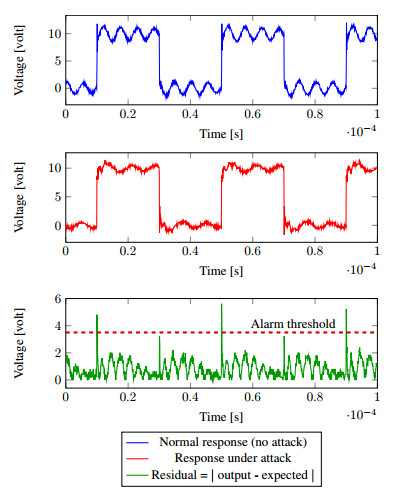 10
5
0
Voltage [volt]
0 0.2 0.4 0.6 0.8 1
Time [s] ·10⁻⁴
10
5
0
Voltage [volt]
0 0.2 0.4 0.6 0.8 1
Time [s] ·10⁻⁴
6
4
2
0
Voltage [volt]
Alarm threshold
0 0.2 0.4 0.6 0.8 1
Time [s] ·10⁻⁴
Normal response (no attack)
Response under attack
Residual = | output - expected |